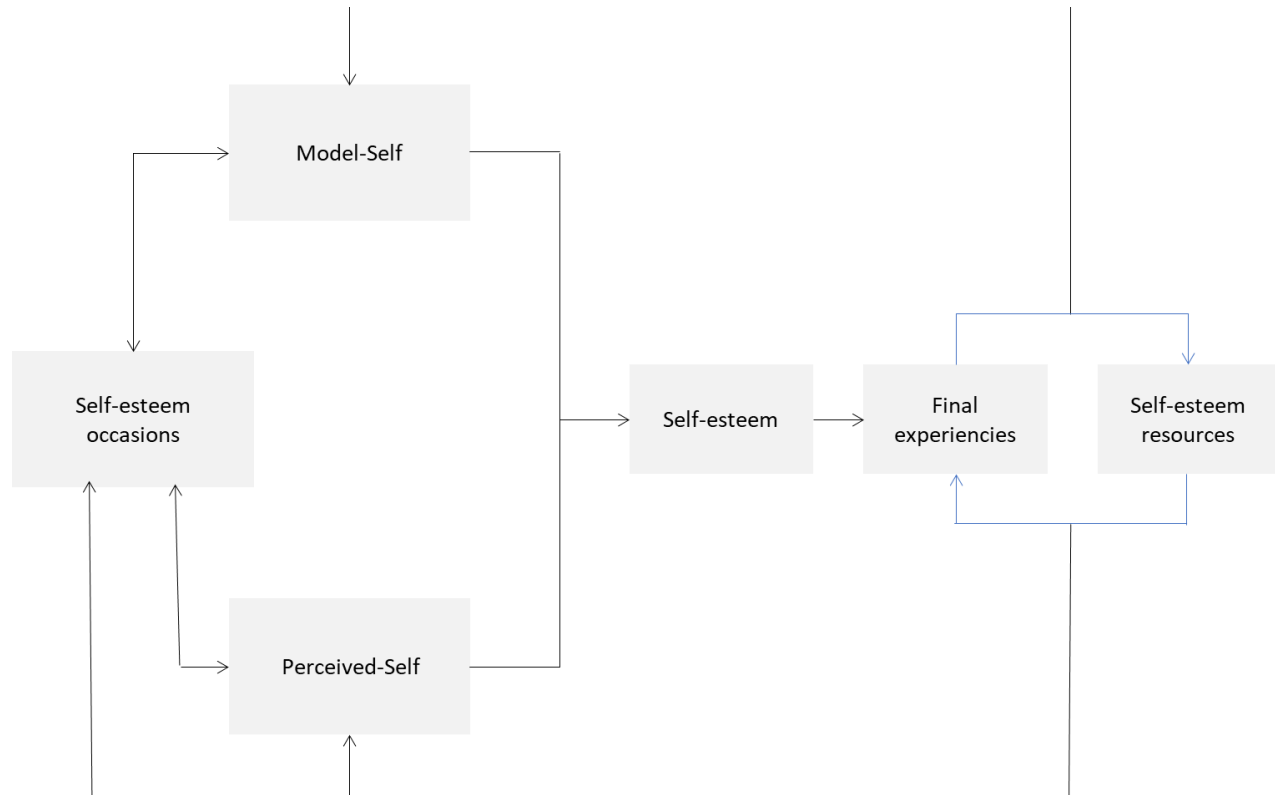 Model-Self
Self-esteem
occasions
Self-esteem
Final
experiencies
Self-esteem
resources
Perceived-Self